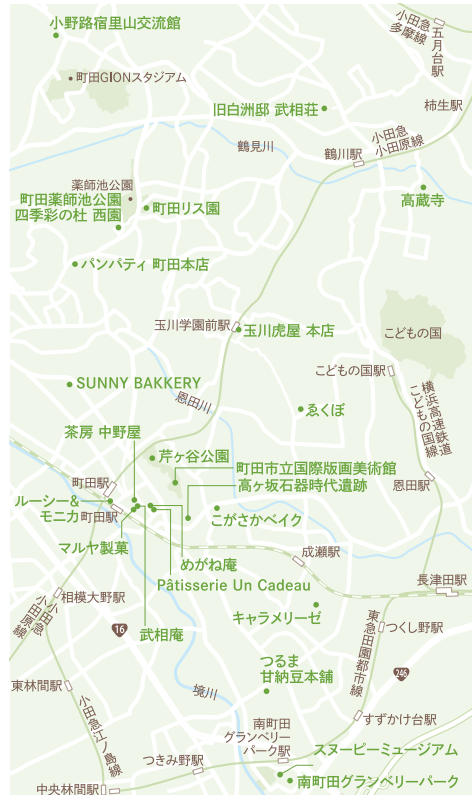 小野路宿里山交流館
小田急
多摩線
五月台駅
町田GIONスタジアム
旧白洲邸 武相荘
柿生駅
鶴見川
鶴川駅
小田急
小田原線
薬師池公園
町田薬師池公園
四季彩の杜 西園
町田リス園
髙蔵寺
パンパティ 町田本店
玉川学園前駅
玉川虎屋 本店
こどもの国
こどもの国駅
SUNNY BAKKERY
恩田川
ゑくぼ
横浜高速鉄道
こどもの国線
茶房 中野屋
芹ヶ谷公園
町田市立国際版画美術館
高ヶ坂石器時代遺跡
恩田駅
町田駅
ルーシー&
モニカ
町田駅
こがさかベイク
マルヤ製菓
めがね庵
成瀬駅
Pâtisserie Un Cadeau
長津田駅
相模大野駅
小田急
小田原線
16
武相庵
キャラメリーゼ
東急田園都市線
つくし野駅
つるま
甘納豆本舗
246
東林間駅
境川
小田急江ノ島線
南町田
グランベリー
パーク駅
すずかけ台駅
つきみ野駅
スヌーピーミュージアム
中央林間駅
南町田グランベリーパーク